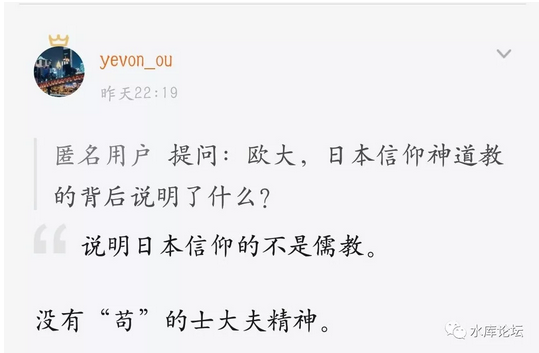 yevon_ou
昨天22:19
匿名用户 提问：欧大，日本信仰神道教
的背后说明了什么？
说明日本信仰的不是儒教。
没有“苟”的士大夫精神。
水库论坛